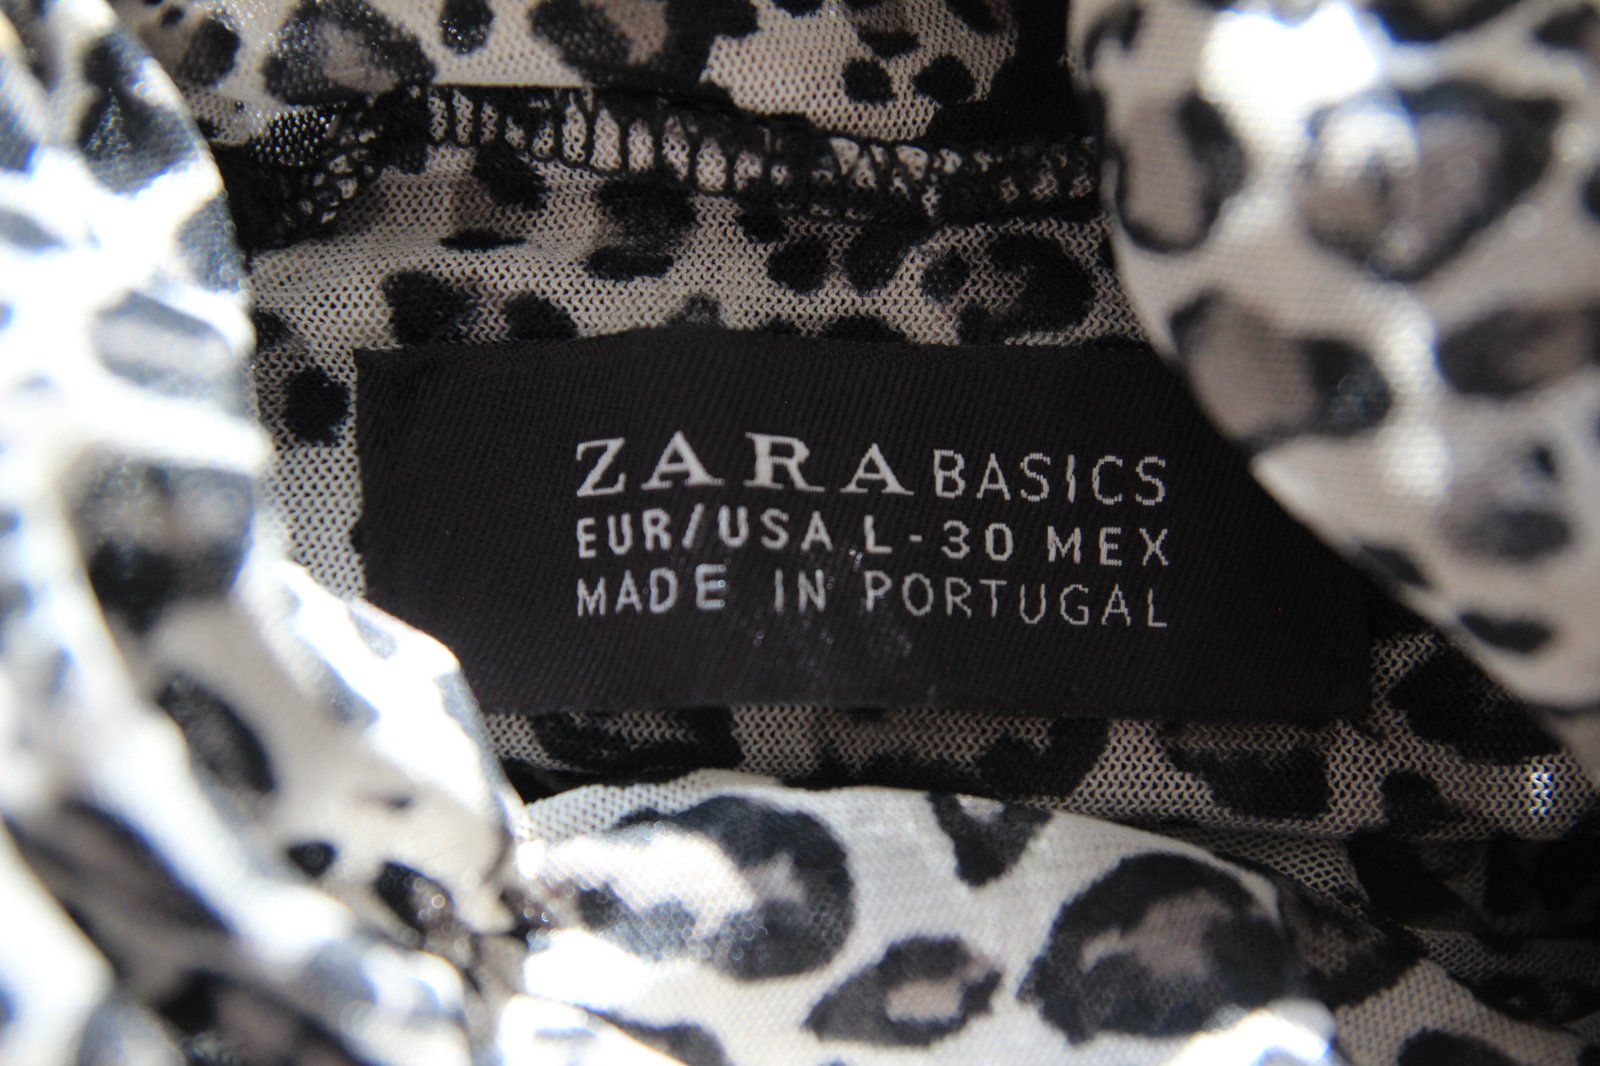 ZARA BASICS
EUR/USA L-30 MEX
MADE IN PORTUGAL